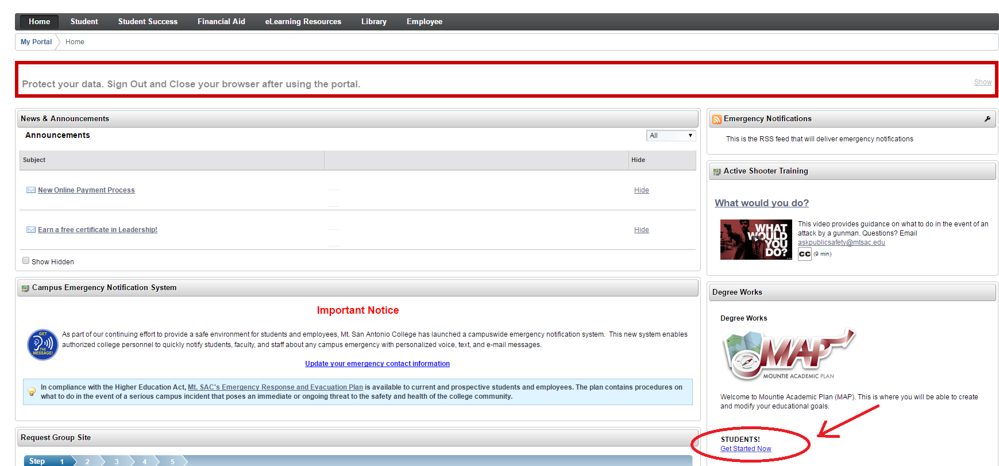 Home Student Student Success Financial Aid eLearning Resources Library Employee
My Portal Home
Protect your data. Sign Out and Close your browser after using the portal.
Show
News & Announcements
Announcements
All
Subject Hide
New Online Payment Process Hide
Earn a free certificate in Leadership! Hide
Show Hidden
Campus Emergency Notification System
Important Notice
GET THE MESSAGE!
As part of our continuing effort to provide a safe environment for students and employees, Mt. San Antonio College has launched a campuswide emergency notification system. This new system enables
authorized college personnel to quickly notify students, faculty, and staff about any campus emergency with personalized voice, text, and e-mail messages.
Update your emergency contact information
In compliance with the Higher Education Act, Mt. SAC's Emergency Response and Evacuation Plan is available to current and prospective students and employees. The plan contains procedures on
what to do in the event of a serious campus incident that poses an immediate or ongoing threat to the safety and health of the college community.
Request Group Site
Step 1 2 3 4 5
Emergency Notifications
This is the RSS feed that will deliver emergency notifications
Active Shooter Training
What would you do?
WHAT
WOULD
YOU
DO?
This video provides guidance on what to do in the event of an
attack by a gunman. Questions? Email
askpublicsafety@mtsac.edu
CC (9 min)
Degree Works
Degree Works
MAP
MOUNTIE ACADEMIC PLAN
Welcome to Mountie Academic Plan (MAP). This is where you will be able to create
and modify your educational goals.
STUDENTS!
Get Started Now